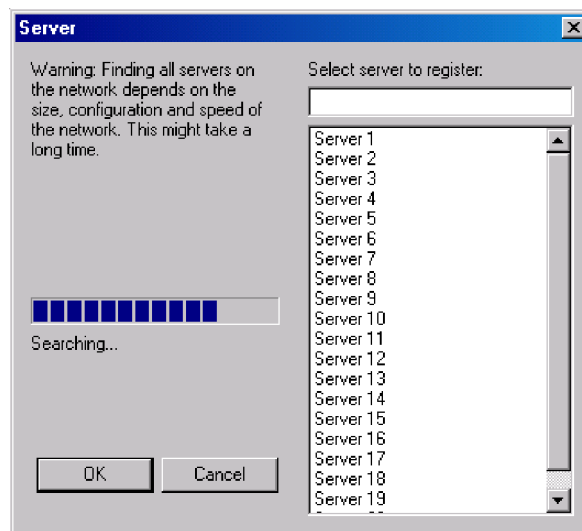 Server
Warning: Finding all servers on
the network depends on the
size, configuration and speed of
the network. This might take a
long time.
Searching...
OK
Cancel
Select server to register:
Server 1
Server 2
Server 3
Server 4
Server 5
Server 6
Server 7
Server 8
Server 9
Server 10
Server 11
Server 12
Server 13
Server 14
Server 15
Server 16
Server 17
Server 18
Server 19